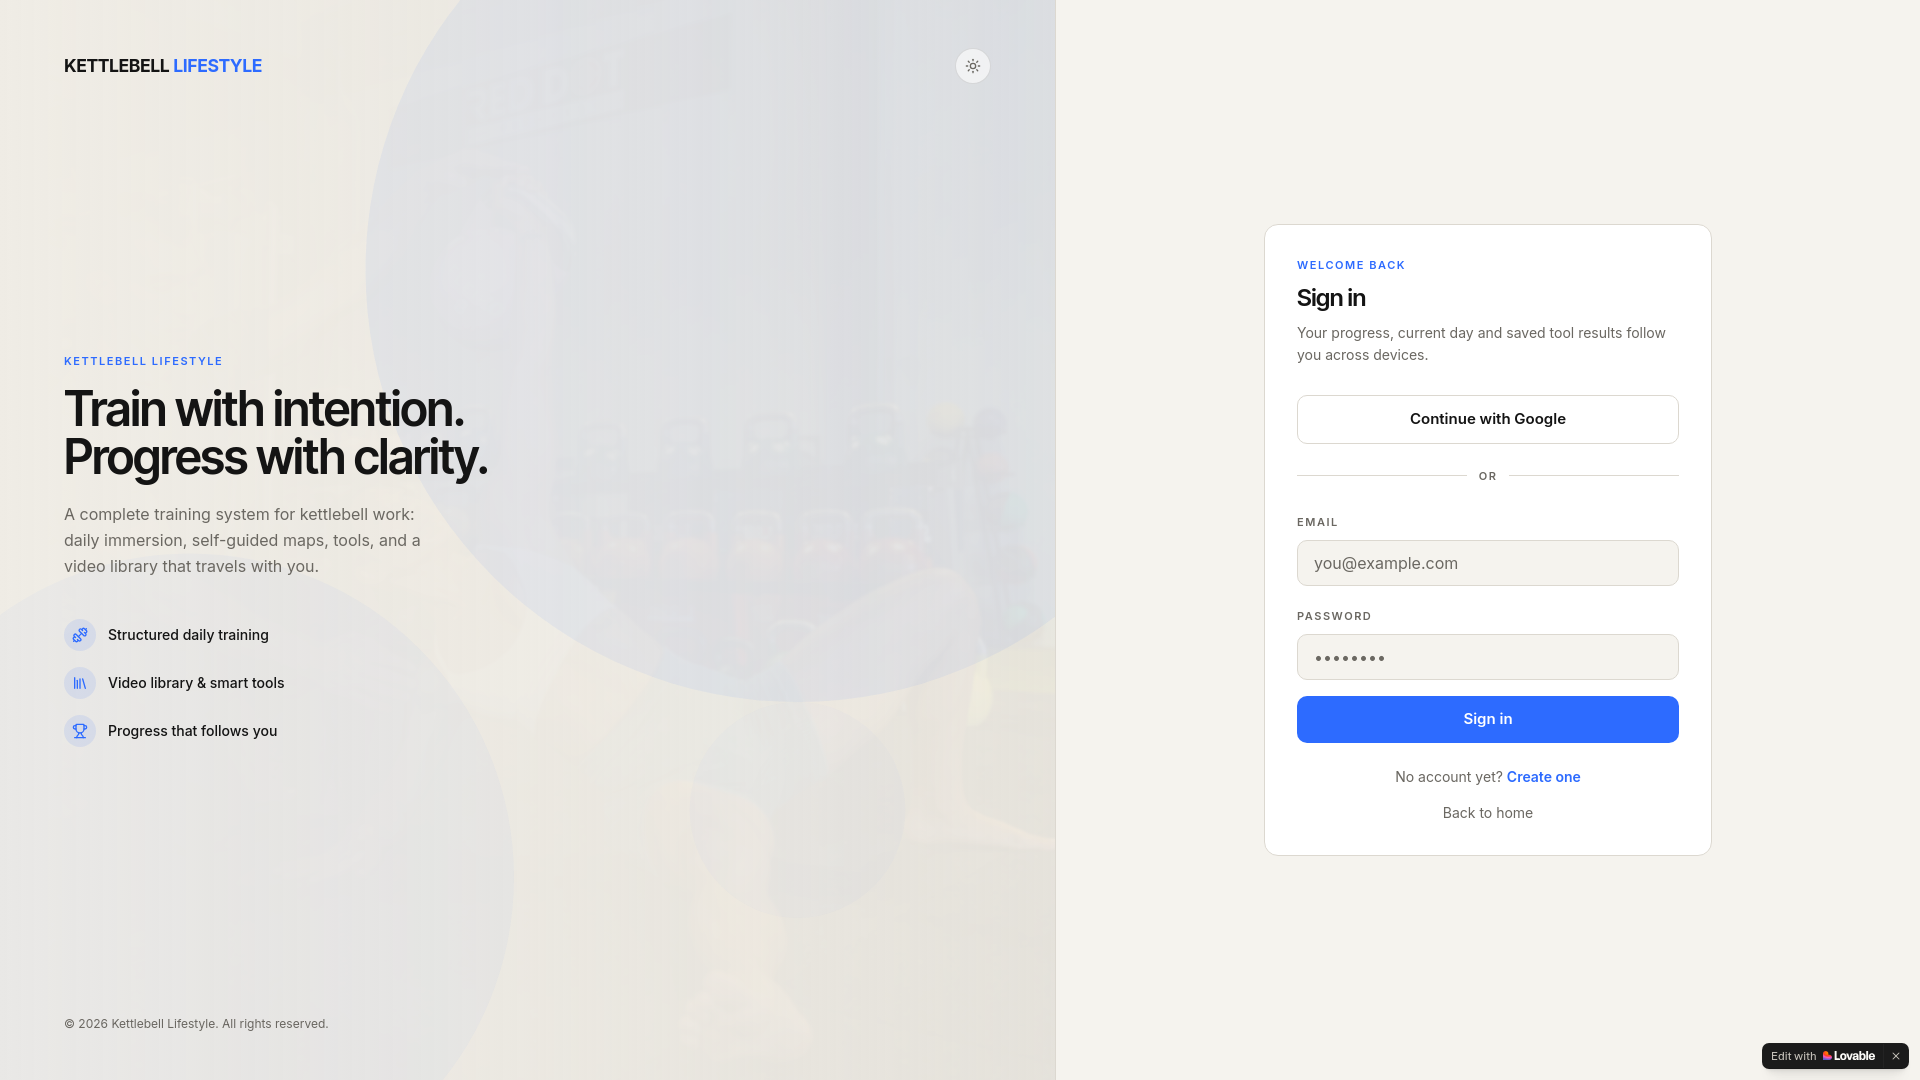 KETTLEBELL LIFESTYLE
KETTLEBELL LIFESTYLE
Train with intention.
Progress with clarity.
A complete training system for kettlebell work:
daily immersion, self-guided maps, tools, and a
video library that travels with you.
Structured daily training
Video library & smart tools
Progress that follows you
© 2026 Kettlebell Lifestyle. All rights reserved.
WELCOME BACK
Sign in
Your progress, current day and saved tool results follow
you across devices.
Continue with Google
OR
EMAIL
you@example.com
PASSWORD
••••••••
Sign in
No account yet? Create one
Back to home
Edit with Lovable ×